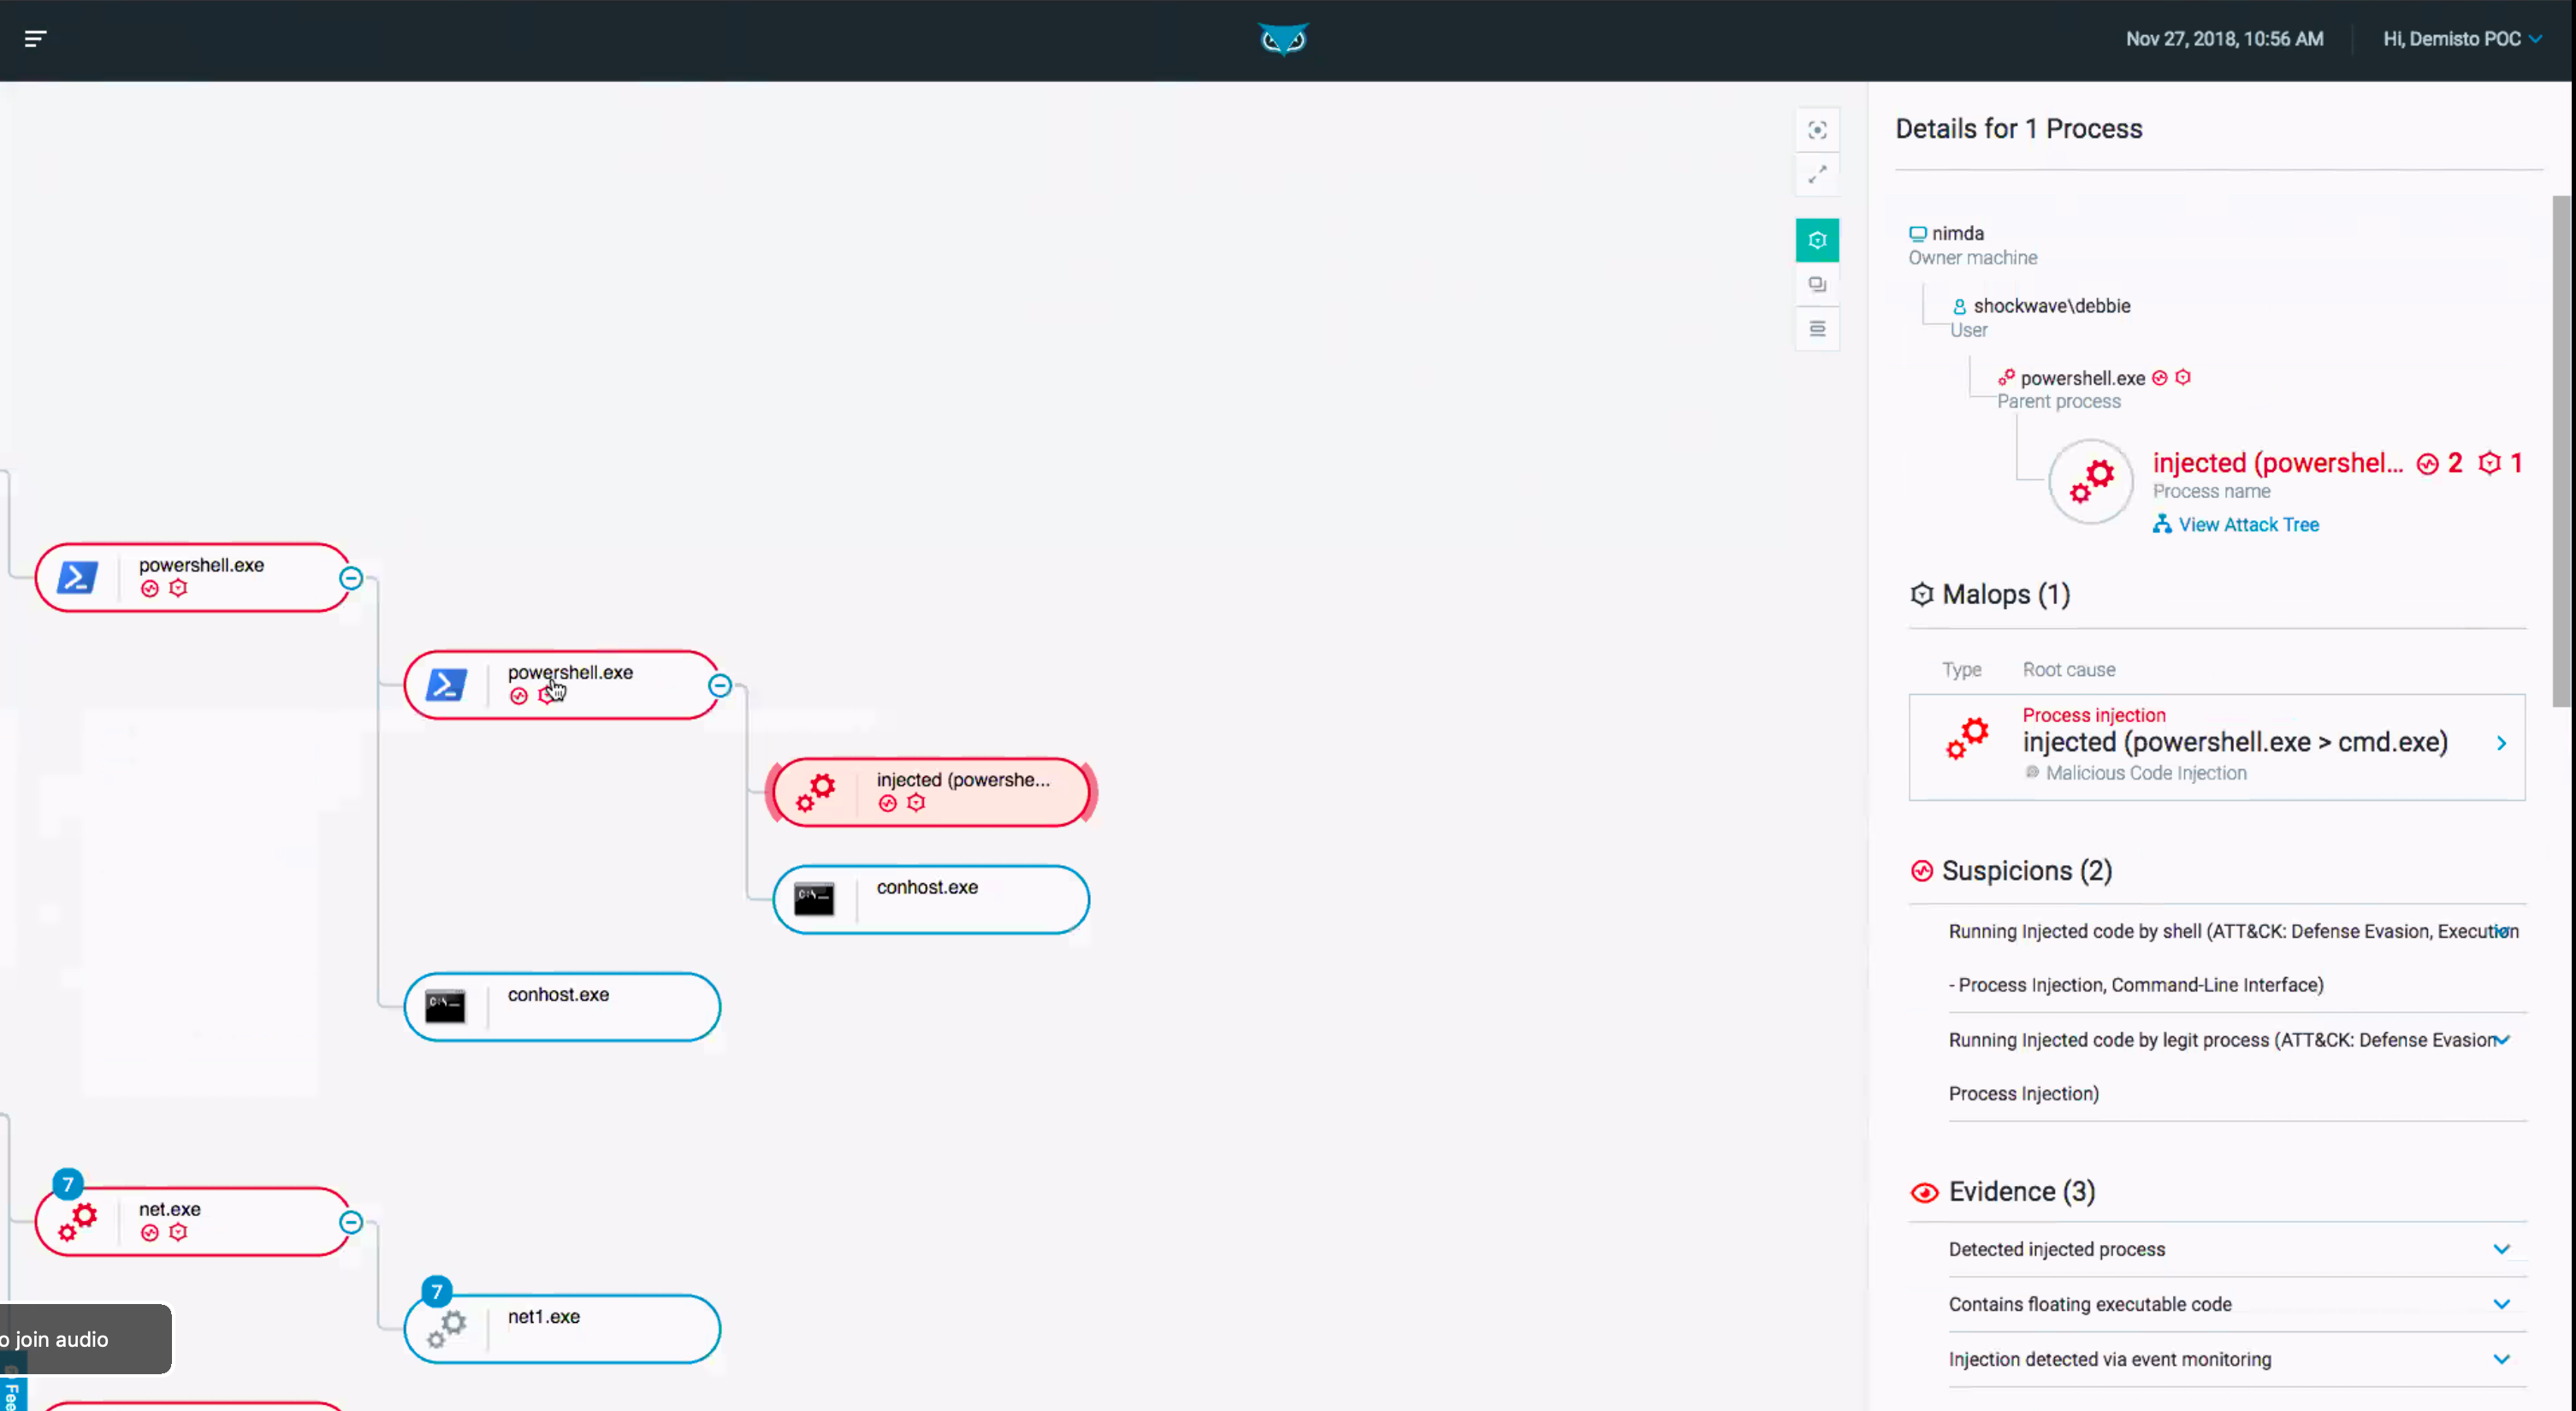 Nov 27, 2018, 10:56 AM
Hi, Demisto POC
powershell.exe
powershell.exe
injected (powershe...
conhost.exe
conhost.exe
7
net.exe
7
net1.exe
o join audio
Fee
Details for 1 Process
nimda
Owner machine
shockwave\debbie
User
powershell.exe
Parent process
injected (powershel... 2 1
Process name
View Attack Tree
Malops (1)
Type Root cause
Process injection
injected (powershell.exe > cmd.exe)
Malicious Code Injection
Suspicions (2)
Running Injected code by shell (ATT&CK: Defense Evasion, Execution
- Process Injection, Command-Line Interface)
Running Injected code by legit process (ATT&CK: Defense Evasion
Process Injection)
Evidence (3)
Detected injected process
Contains floating executable code
Injection detected via event monitoring